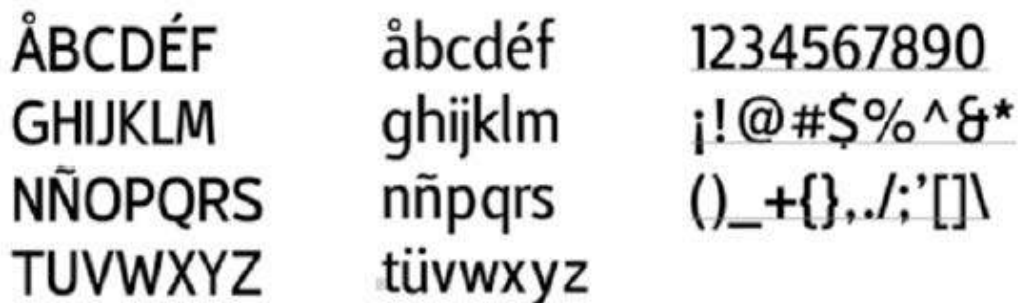 ÅBCDÉF
GHIJKLM
NÑOPQRS
TUVWXYZ
åbcdéf
ghijklm
nñpqrs
tüvwxyz
1234567890
¡!@#$%^&*
()_+{},./;’[]\